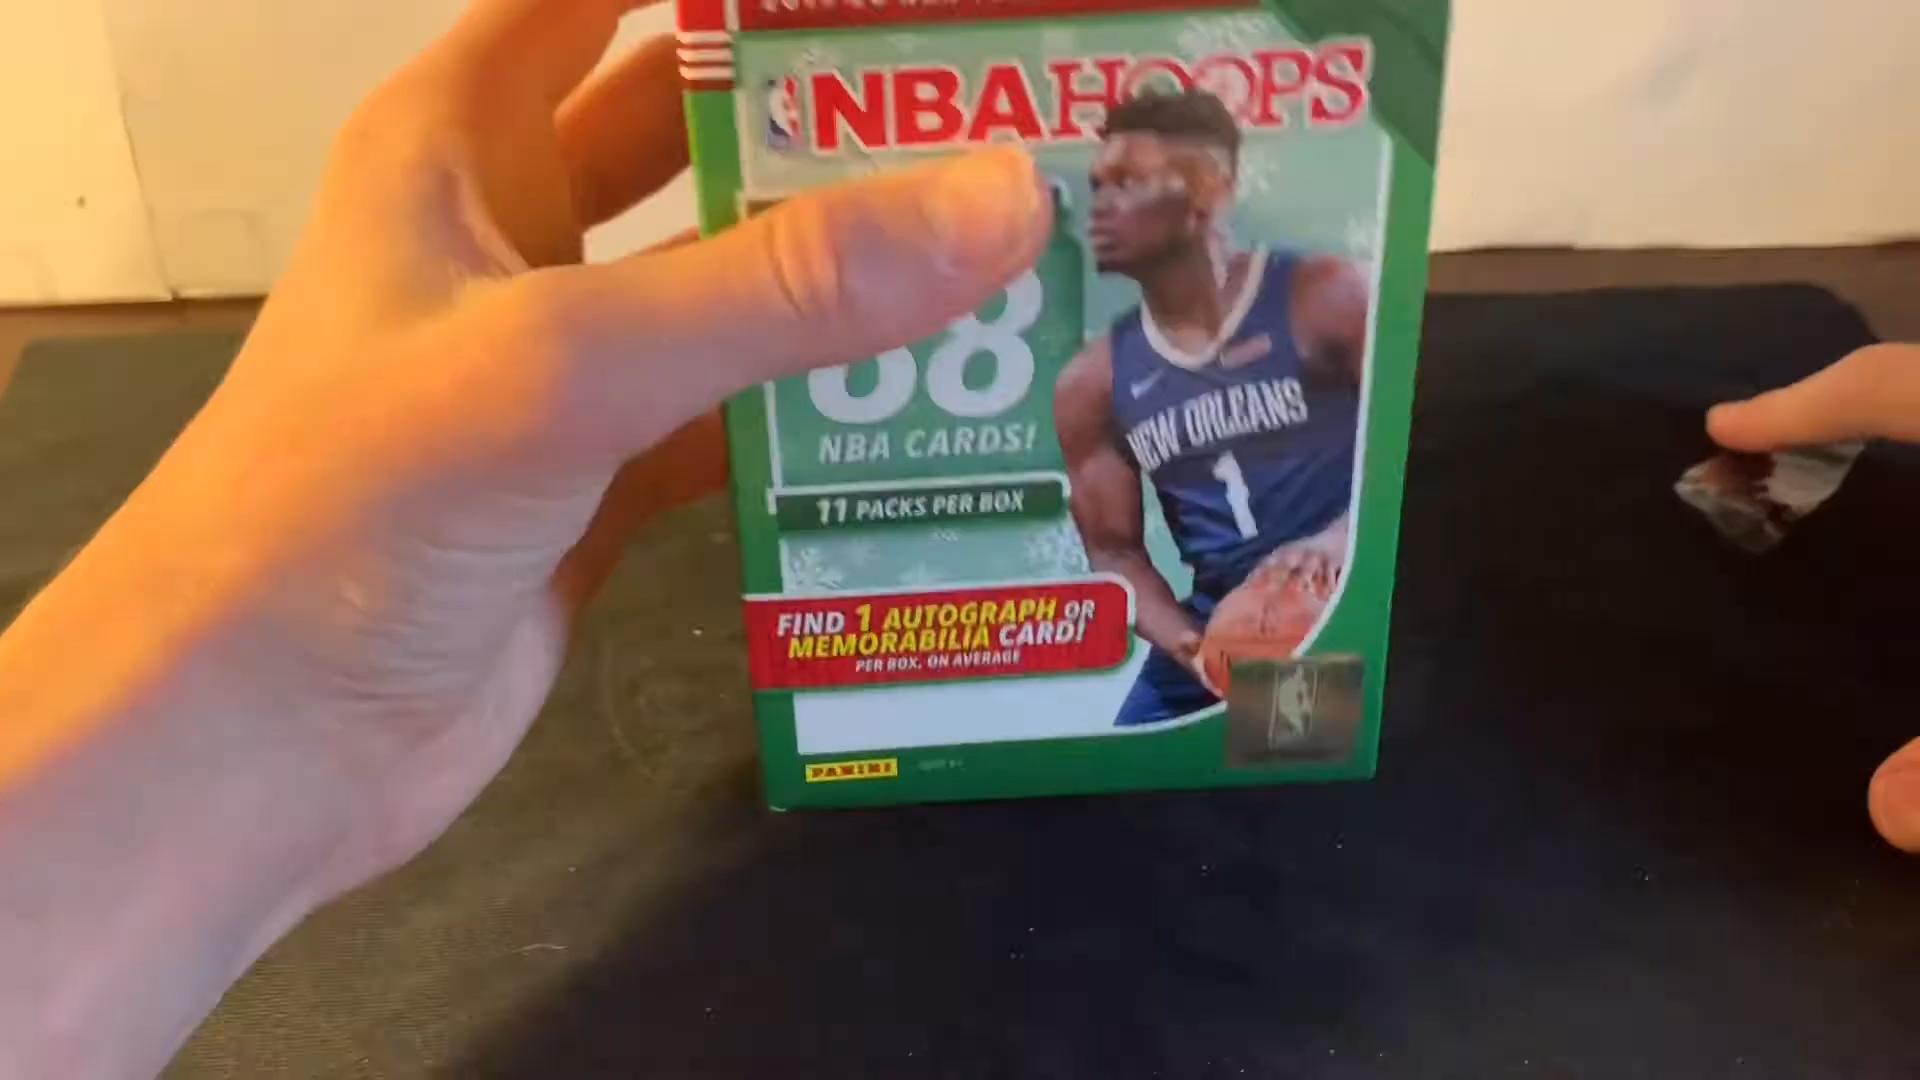 NBA HOOPS
88
NBA CARDS!
11 PACKS PER BOX
FIND 1 AUTOGRAPH OR
MEMORABILIA CARD!
PER BOX, ON AVERAGE
NEW ORLEANS
1
PANINI